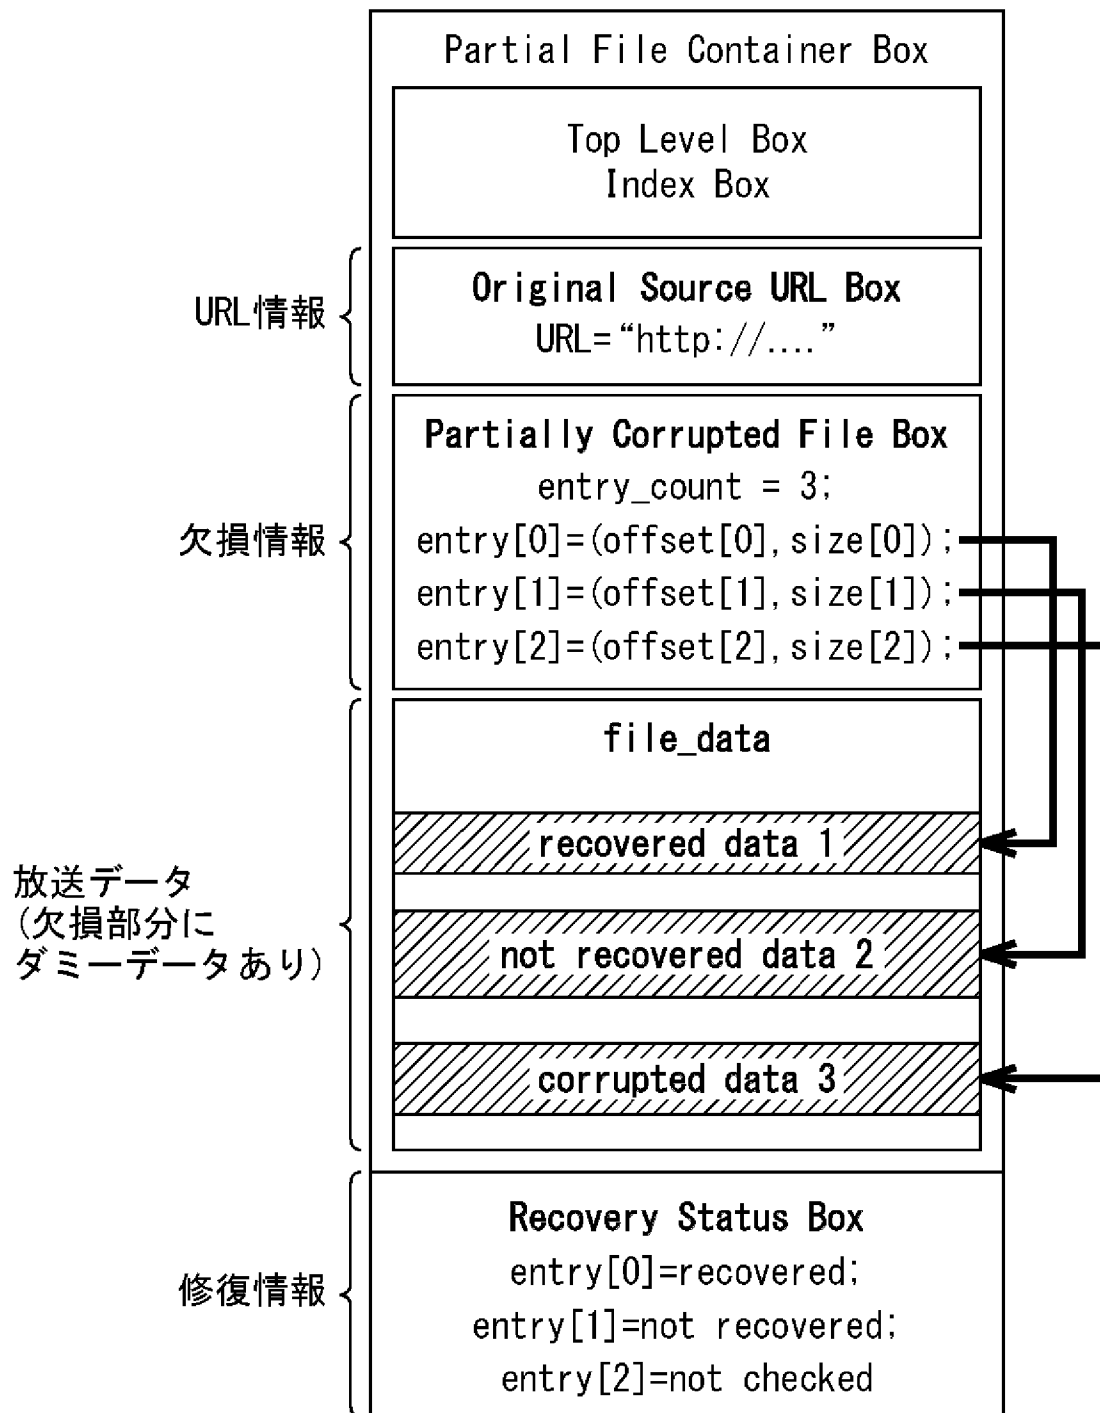 Partial File Container Box
Top Level Box
Index Box
URL情報
Original Source URL Box
URL=“http://....”
欠損情報
Partially Corrupted File Box
entry_count = 3;
entry[0]=(offset[0],size[0]);
entry[1]=(offset[1],size[1]);
entry[2]=(offset[2],size[2]);
放送データ
(欠損部分に
ダミーデータあり)
file_data
recovered data 1
not recovered data 2
corrupted data 3
修復情報
Recovery Status Box
entry[0]=recovered;
entry[1]=not recovered;
entry[2]=not checked